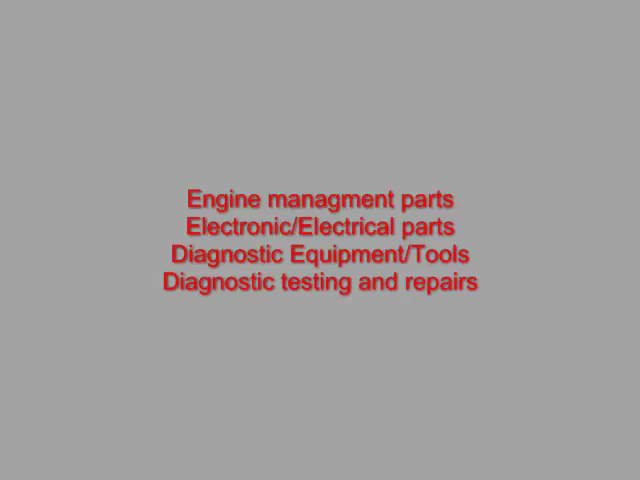 Engine managment parts
Electronic/Electrical parts
Diagnostic Equipment/Tools
Diagnostic testing and repairs